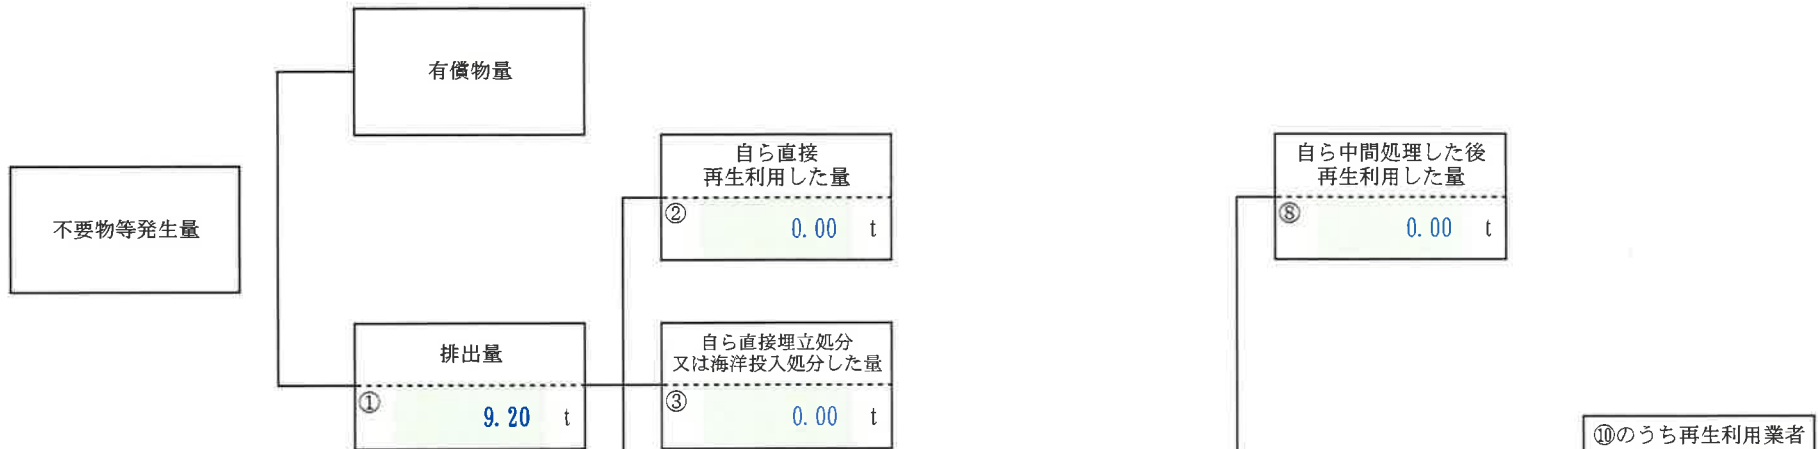 有償物量
不要物等発生量
自ら直接
再生利用した量
② 0.00 t
自ら中間処理した後
再生利用した量
⑧ 0.00 t
排出量
① 9.20 t
自ら直接埋立処分
又は海洋投入処分した量
③ 0.00 t
⑩のうち再生利用業者